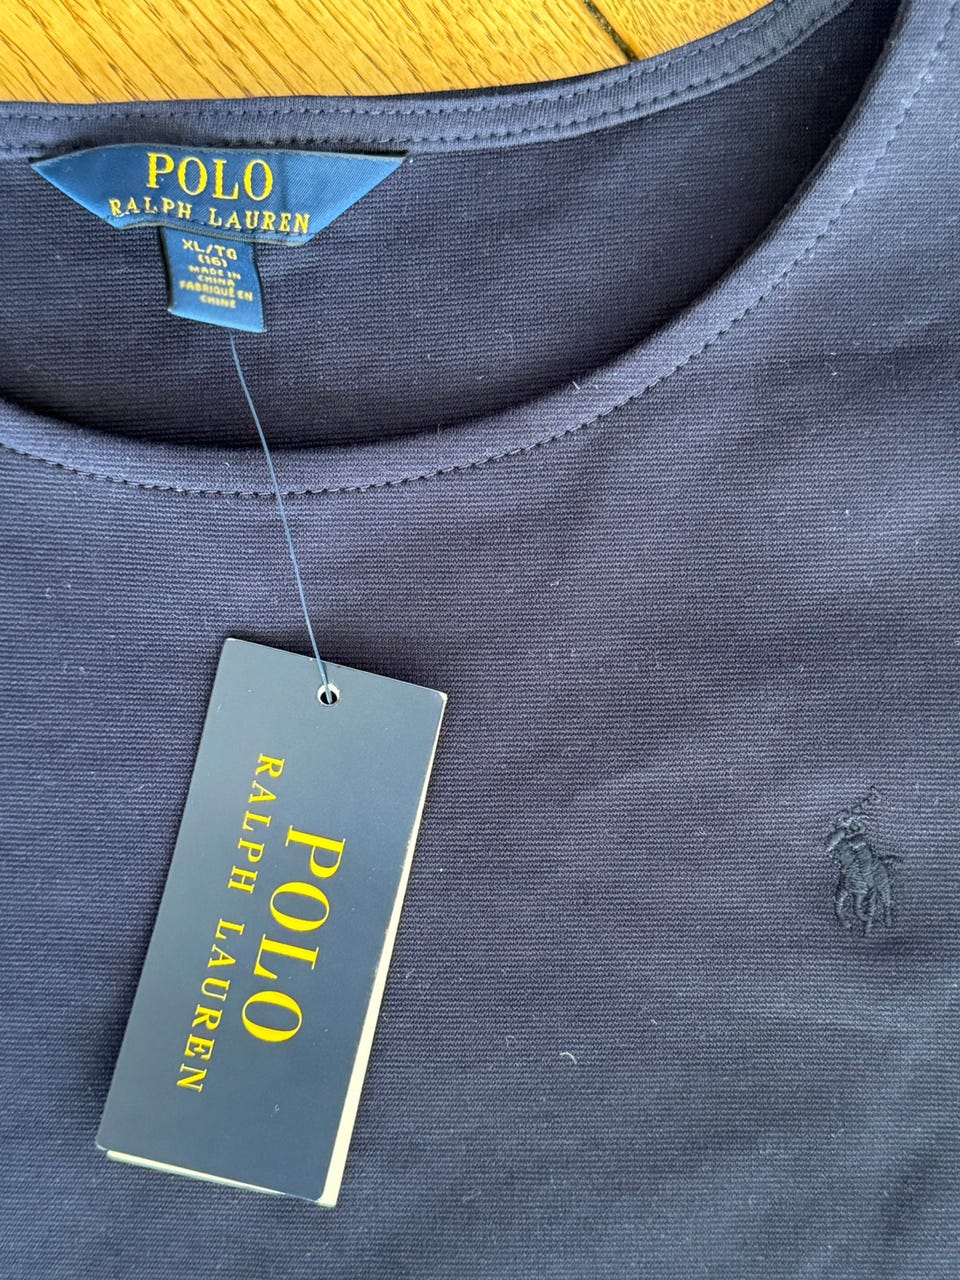 POLO
RALPH LAUREN
XL/TG
(16)
MADE IN
CHINA
FABRIQUÉ EN
CHINE
POLO
RALPH LAUREN